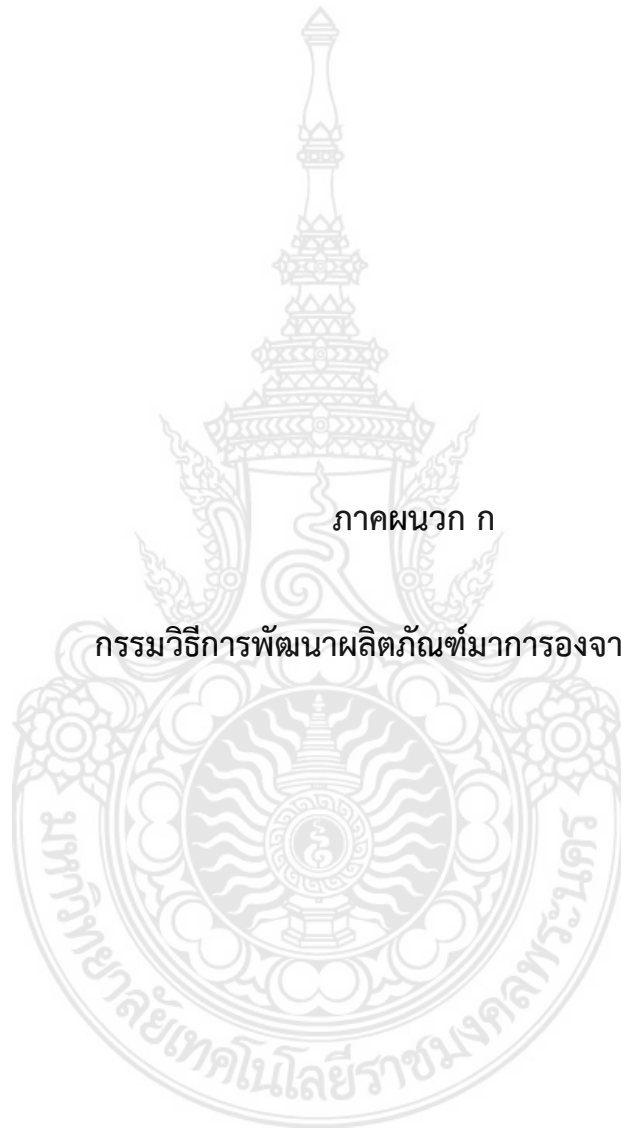 ภาคผนวก ก
กรรมวิธีการพัฒนาผลิตภัณฑ์มาการองจา
มหาวิทยาลัยเทคโนโลยีราชมงคลพระนคร